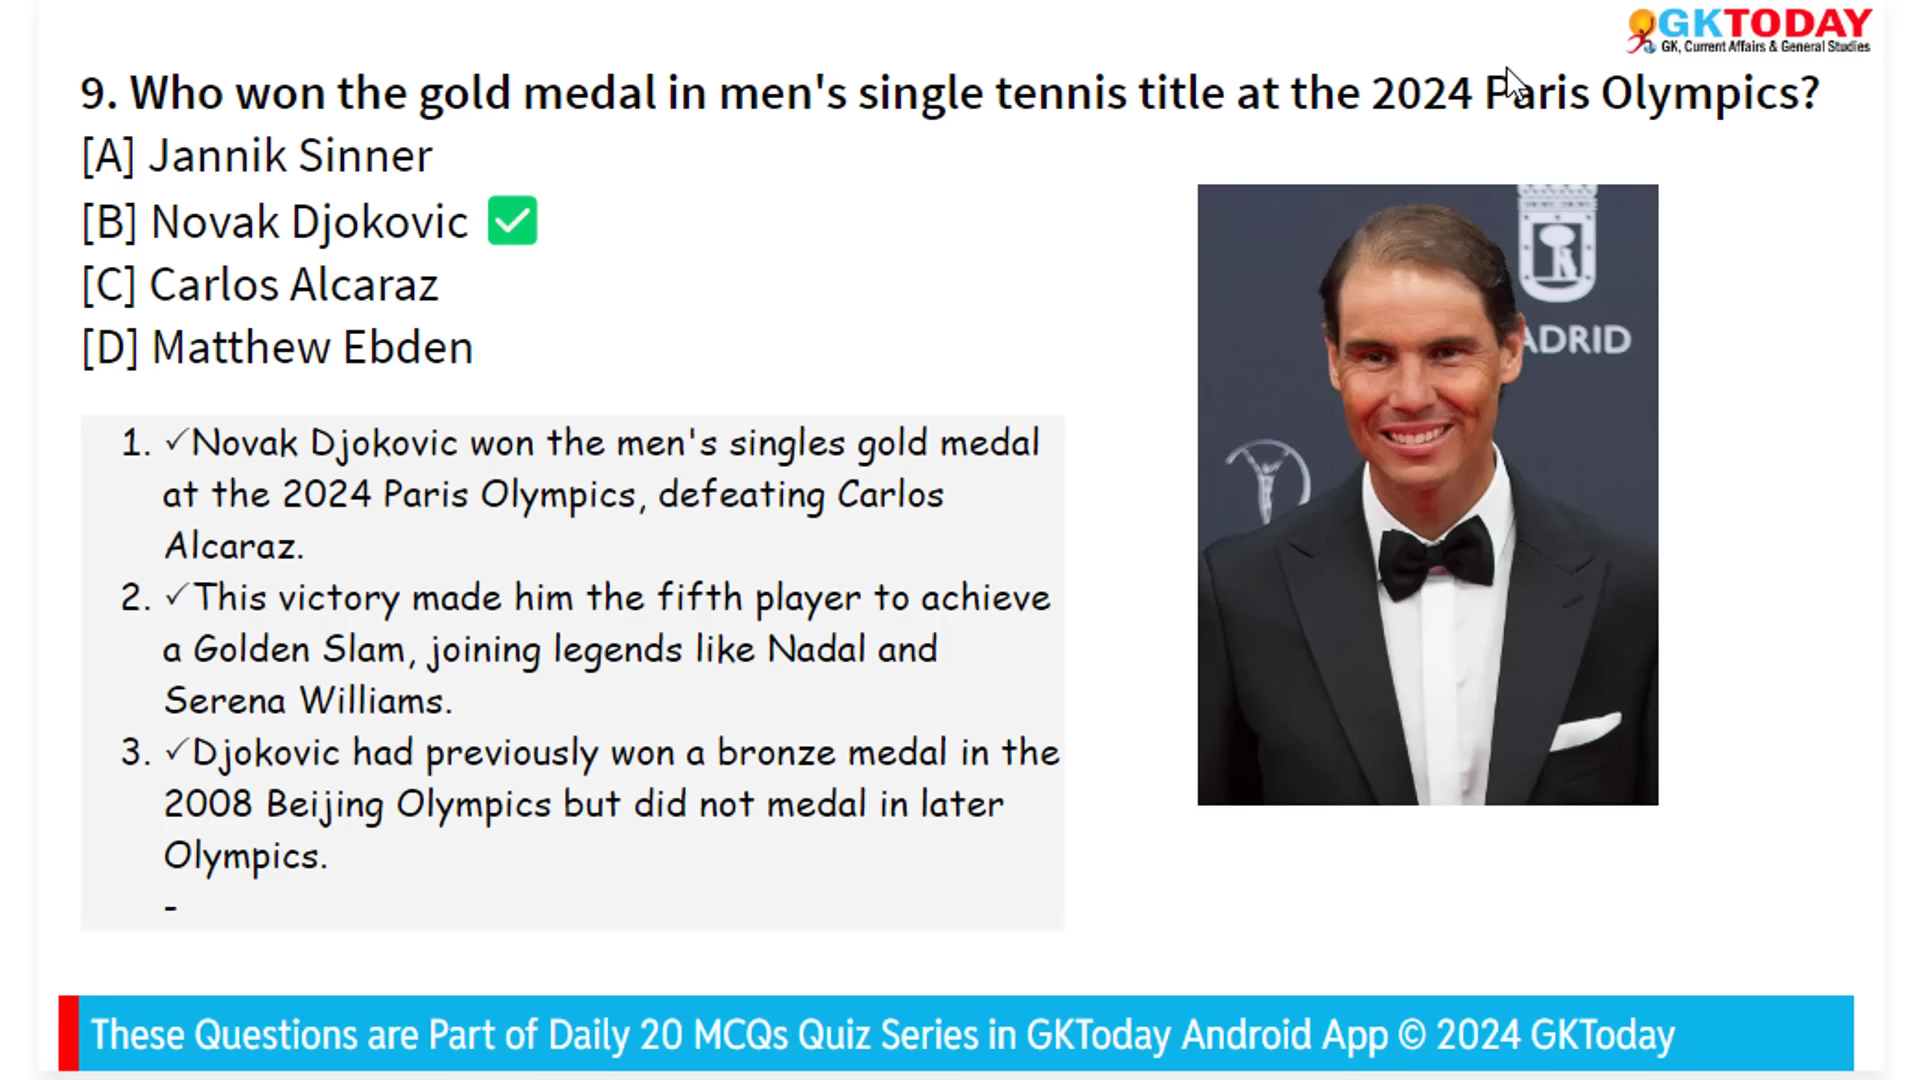 GKTODAY
GK, Current Affairs & General Studies
9. Who won the gold medal in men's single tennis title at the 2024 Paris Olympics?
[A] Jannik Sinner
[B] Novak Djokovic ✅
[C] Carlos Alcaraz
[D] Matthew Ebden
ADRID
1. ✓Novak Djokovic won the men's singles gold medal
at the 2024 Paris Olympics, defeating Carlos
Alcaraz.
2. ✓This victory made him the fifth player to achieve
a Golden Slam, joining legends like Nadal and
Serena Williams.
3. ✓Djokovic had previously won a bronze medal in the
2008 Beijing Olympics but did not medal in later
Olympics.
-
These Questions are Part of Daily 20 MCQs Quiz Series in GKToday Android App © 2024 GKToday